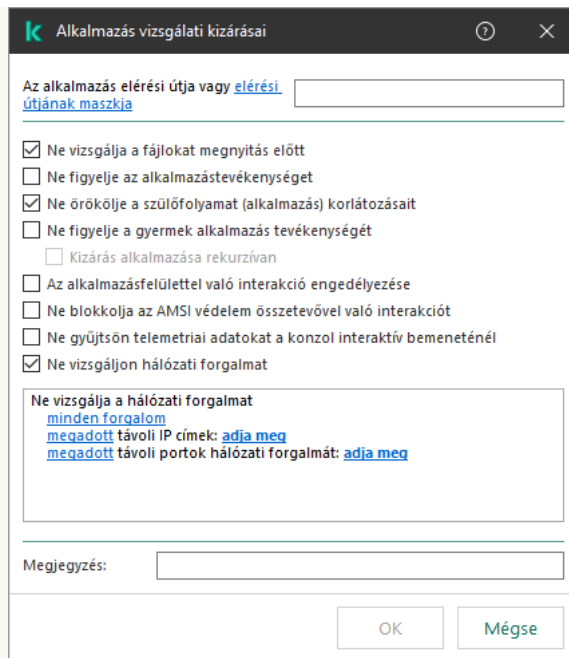 Alkalmazás vizsgálati kizárásai
Az alkalmazás elérési útja vagy elérési
útjának maszkja
Ne vizsgálja a fájlokat megnyitás előtt
Ne figyelje az alkalmazástevékenységet
Ne örökölje a szülőfolyamat (alkalmazás) korlátozásait
Ne figyelje a gyermek alkalmazás tevékenységét
Kizárás alkalmazása rekurzívan
Az alkalmazásfelülettel való interakció engedélyezése
Ne blokkolja az AMSI védelem összetevővel való interakciót
Ne gyűjtsön telemetriai adatokat a konzol interaktív bemeneténél
Ne vizsgáljon hálózati forgalmat
Ne vizsgálja a hálózati forgalmat
minden forgalom
megadott távoli IP címek: adja meg
megadott távoli portok hálózati forgalmát: adja meg
Megjegyzés:
OK
Mégse